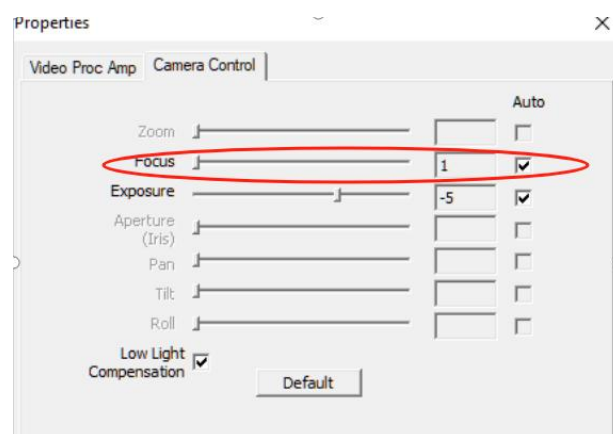 Properties
Video Proc Amp Camera Control
Auto
Zoom
Focus 1
Exposure -5
Aperture
(Iris)
Pan
Tilt
Roll
Low Light
Compensation
Default